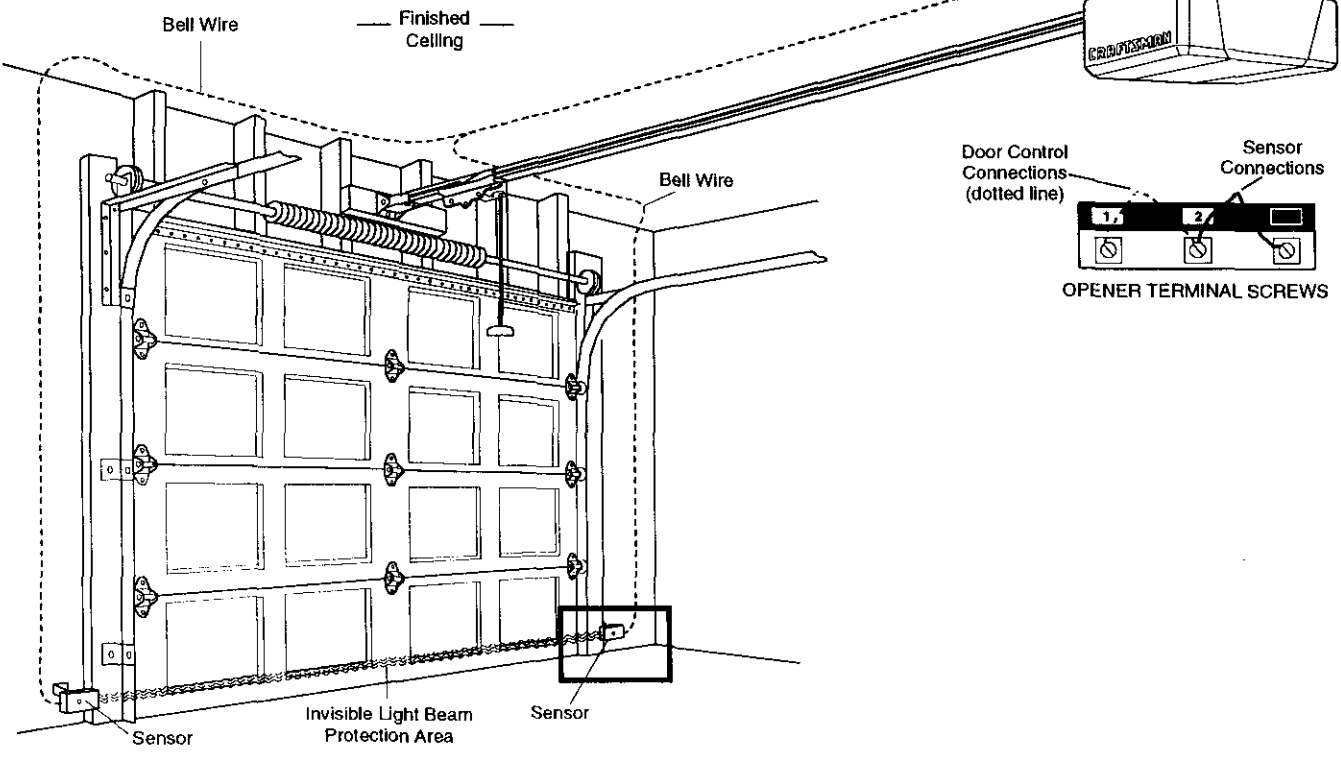 Bell Wire
Finished
Ceiling
CRAFTSMAN
Door Control
Connections
(dotted line)
Sensor
Connections
1
2
OPENER TERMINAL SCREWS
Bell Wire
Invisible Light Beam
Protection Area
Sensor
Sensor